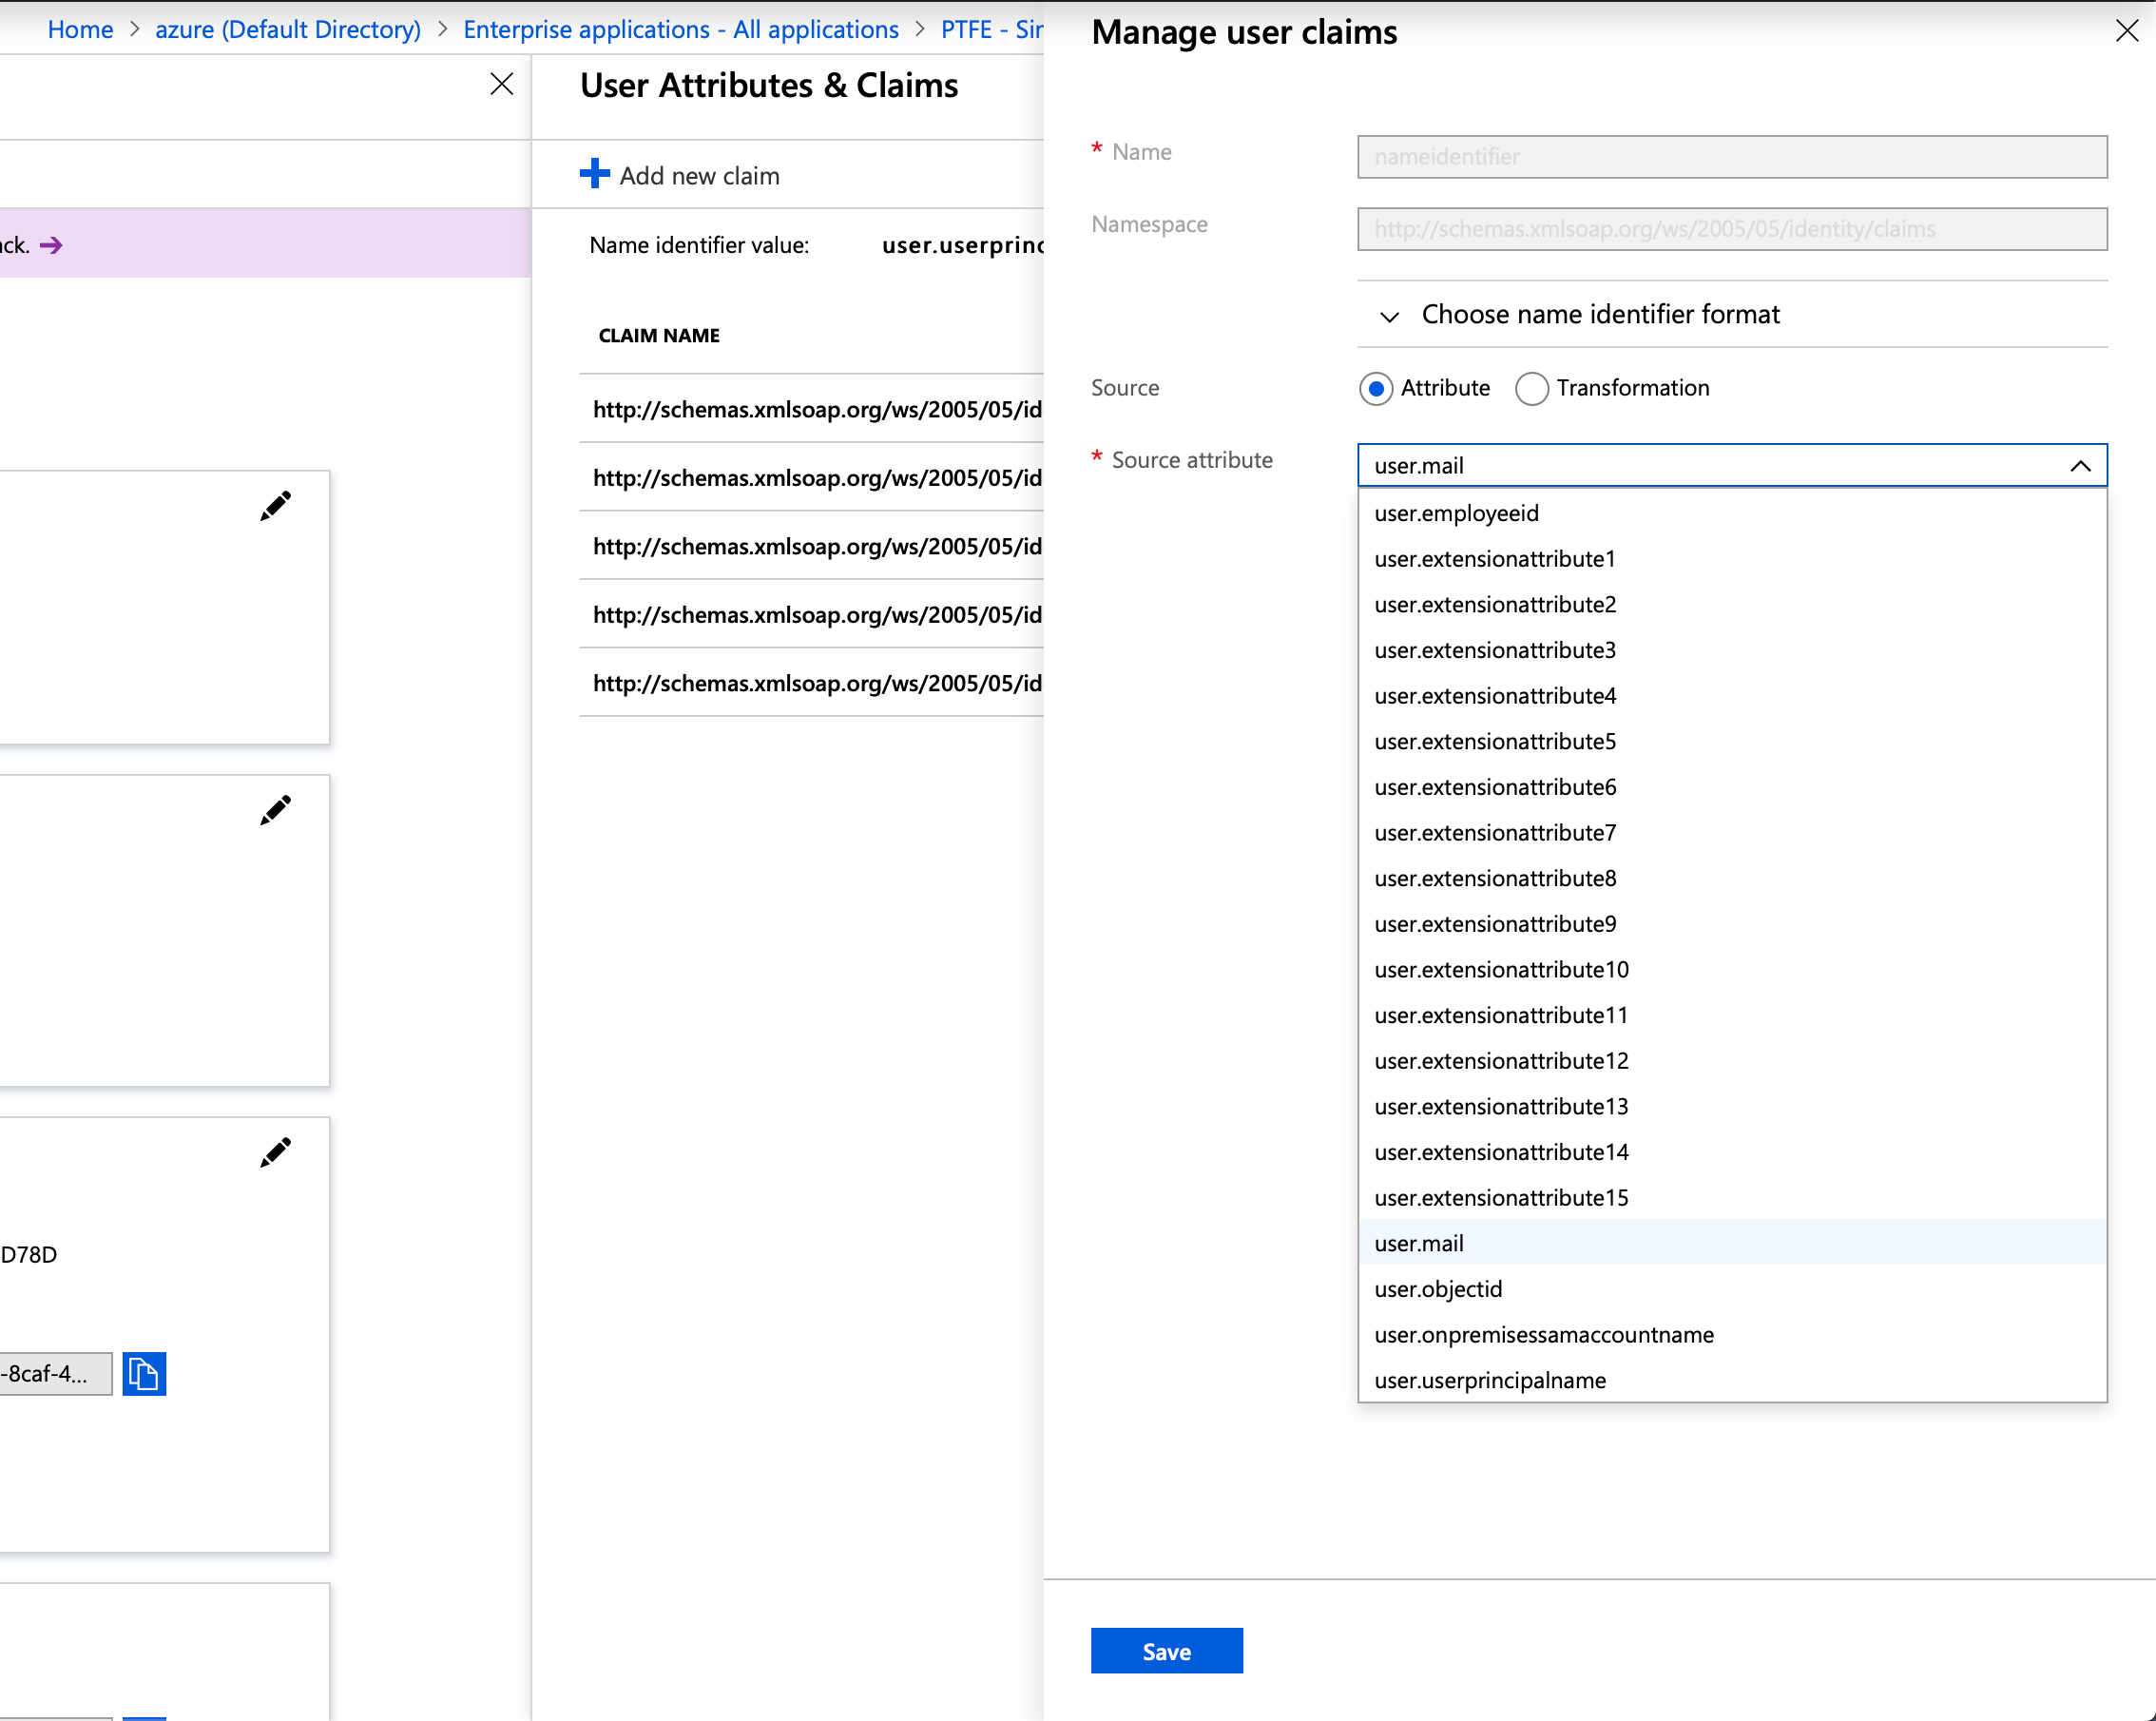 Home > azure (Default Directory) > Enterprise applications - All applications > PTFE - Sin
ck. →
D78D
-8caf-4...
User Attributes & Claims
Add new claim
Name identifier value: user.userprinc
CLAIM NAME
http://schemas.xmlsoap.org/ws/2005/05/id
http://schemas.xmlsoap.org/ws/2005/05/id
http://schemas.xmlsoap.org/ws/2005/05/id
http://schemas.xmlsoap.org/ws/2005/05/id
http://schemas.xmlsoap.org/ws/2005/05/id
Manage user claims
* Name
nameidentifier
Namespace
http://schemas.xmlsoap.org/ws/2005/05/identity/claims
Choose name identifier format
Source
Attribute
Transformation
* Source attribute
user.mail
user.employeeid
user.extensionattribute1
user.extensionattribute2
user.extensionattribute3
user.extensionattribute4
user.extensionattribute5
user.extensionattribute6
user.extensionattribute7
user.extensionattribute8
user.extensionattribute9
user.extensionattribute10
user.extensionattribute11
user.extensionattribute12
user.extensionattribute13
user.extensionattribute14
user.extensionattribute15
user.mail
user.objectid
user.onpremisessamaccountname
user.userprincipalname
Save